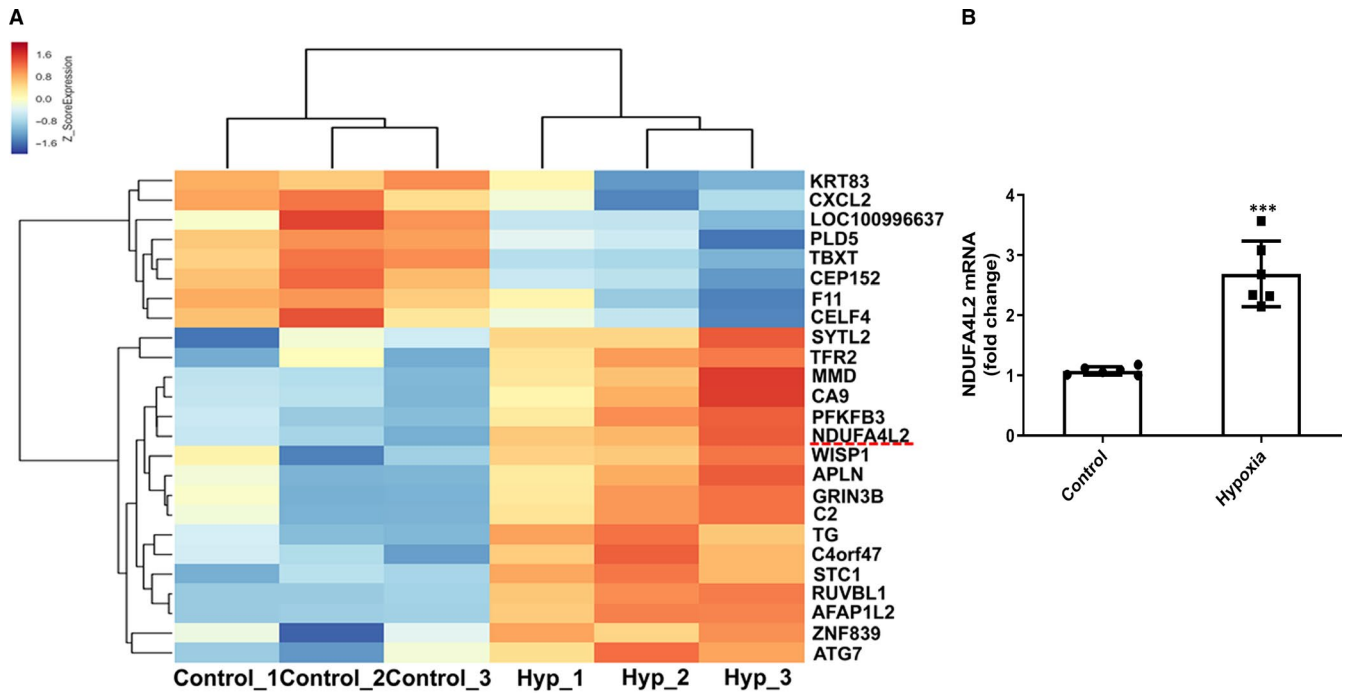 A
1.6
0.8
0.0
−0.8
−1.6
Z_ScoreExpression
KRT83
CXCL2
LOC100996637
PLD5
TBXT
CEP152
F11
CELF4
SYTL2
TFR2
MMD
CA9
PFKFB3
NDUFA4L2
WISP1
APLN
GRIN3B
C2
TG
C4orf47
STC1
RUVBL1
AFAP1L2
ZNF839
ATG7
Control_1 Control_2 Control_3 Hyp_1 Hyp_2 Hyp_3
B
NDUFA4L2 mRNA
(fold change)
4
3
2
1
0
***
Control
Hypoxia